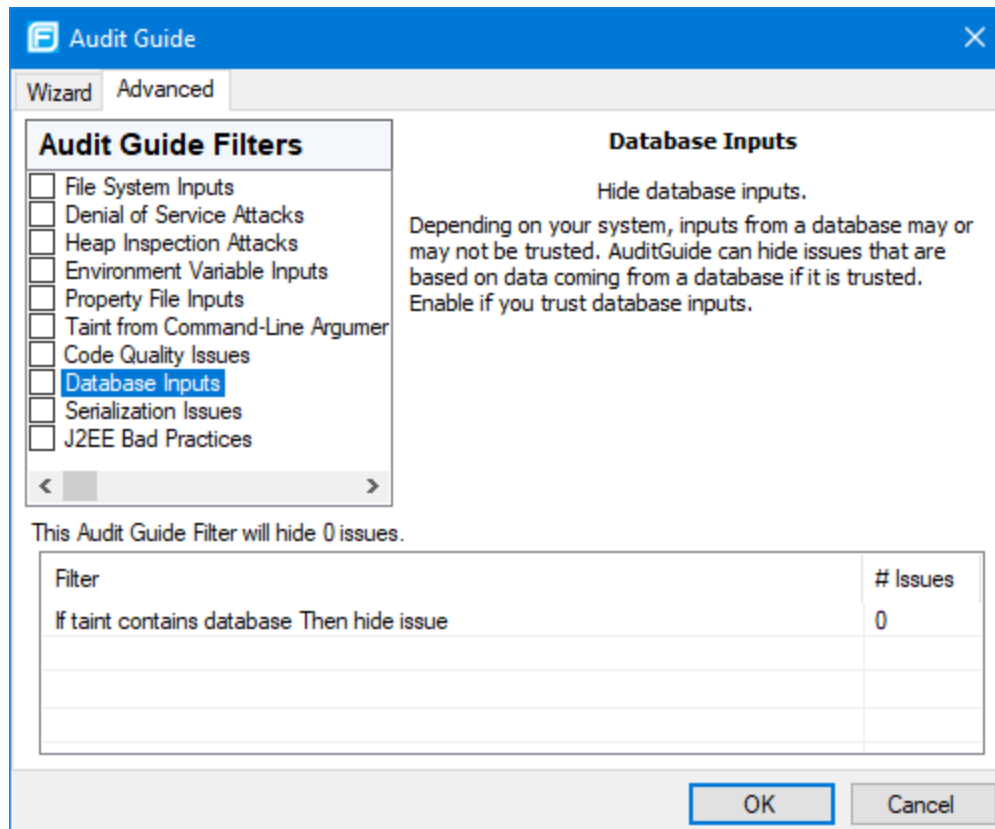 Audit Guide
Wizard
Advanced
Audit Guide Filters
File System Inputs
Denial of Service Attacks
Heap Inspection Attacks
Environment Variable Inputs
Property File Inputs
Taint from Command-Line Argumer
Code Quality Issues
Database Inputs
Serialization Issues
J2EE Bad Practices
Database Inputs
Hide database inputs.
Depending on your system, inputs from a database may or
may not be trusted. AuditGuide can hide issues that are
based on data coming from a database if it is trusted.
Enable if you trust database inputs.
This Audit Guide Filter will hide 0 issues.
Filter # Issues
If taint contains database Then hide issue 0
OK Cancel